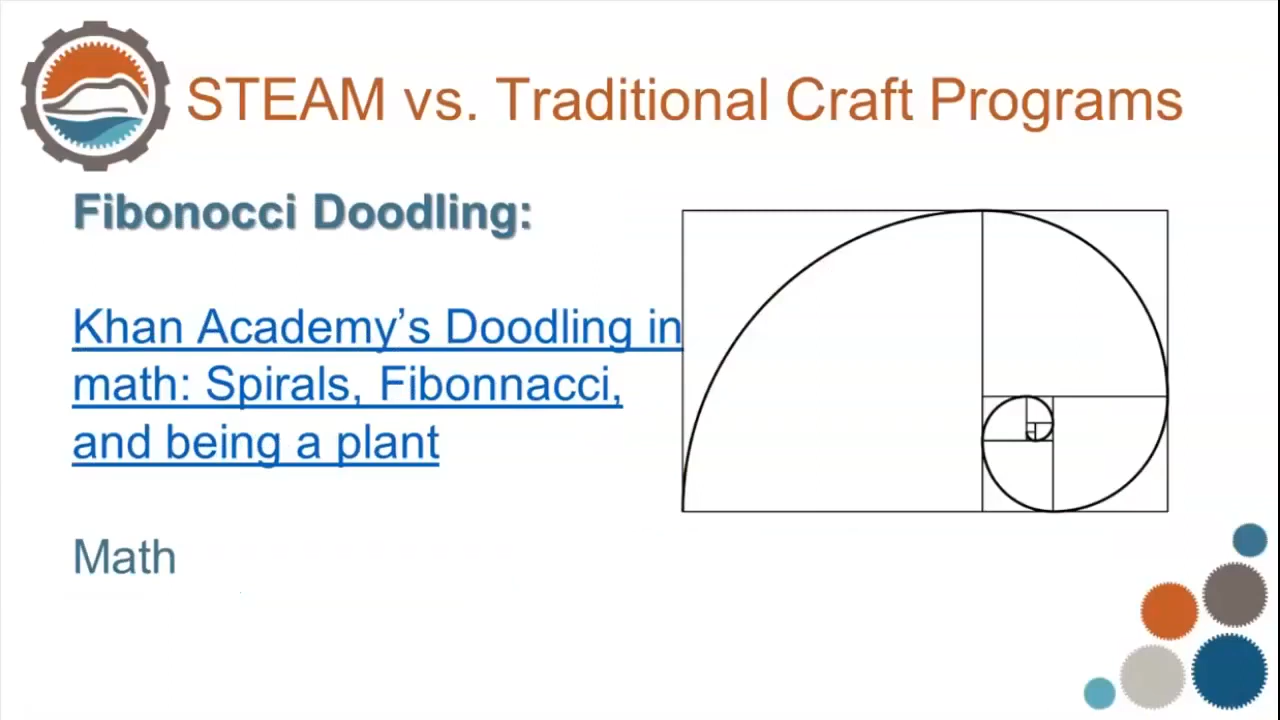 STEAM vs. Traditional Craft Programs
Fibonocci Doodling:
Khan Academy’s Doodling in
math: Spirals, Fibonnacci,
and being a plant
Math